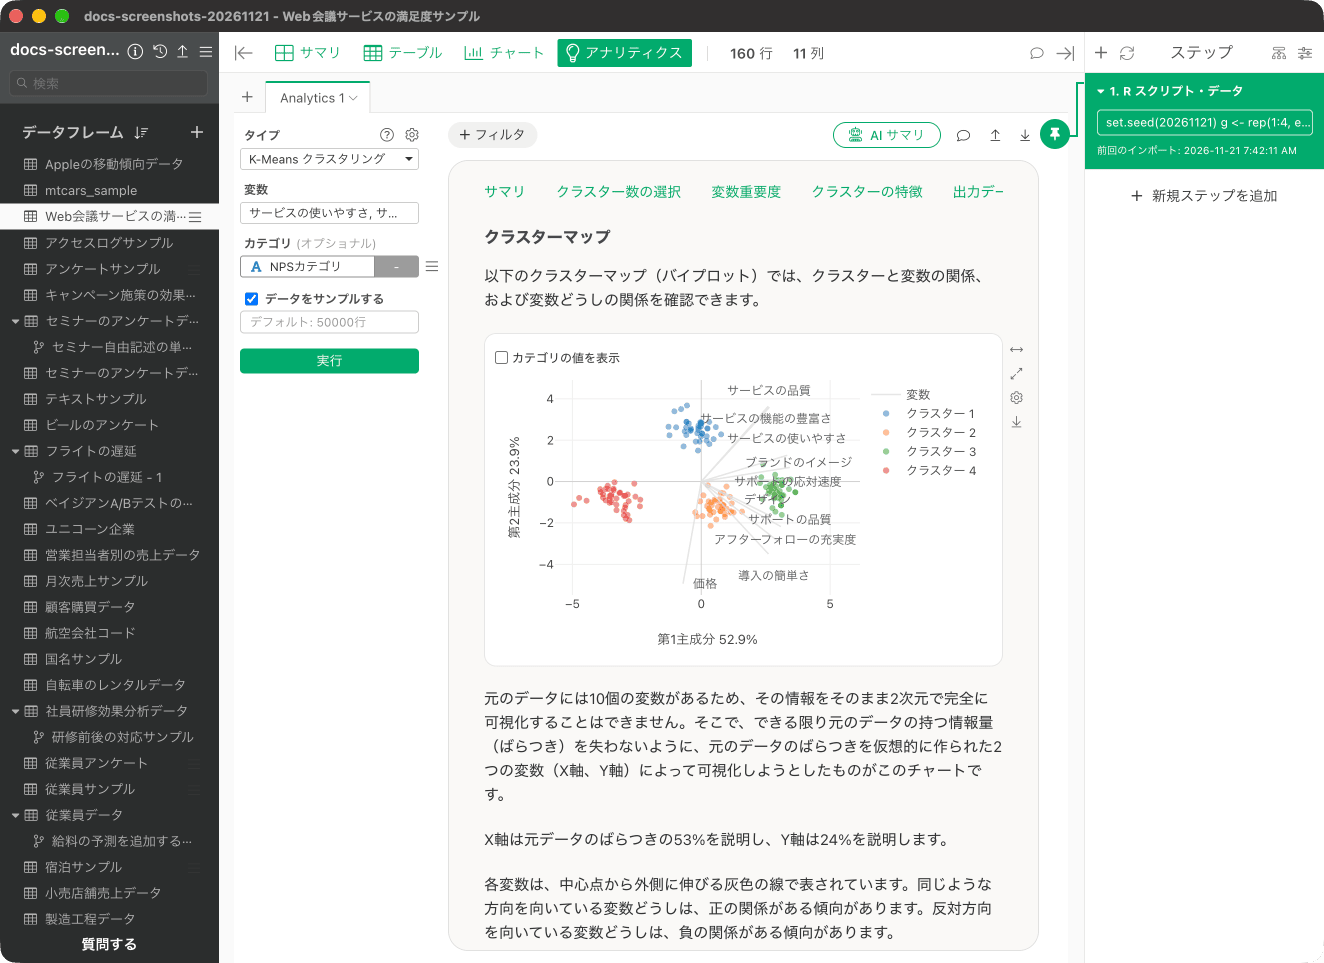 docs-screenshots-20261121 - Web会議サービスの満足度サンプル
docs-screen...
検索
データフレーム
Appleの移動傾向データ
mtcars_sample
Web会議サービスの満…
アクセスログサンプル
アンケートサンプル
キャンペーン施策の効果…
セミナーのアンケートデ…
セミナー自由記述の単…
セミナーのアンケートデ…
テキストサンプル
ビールのアンケート
フライトの遅延
フライトの遅延 - 1
ベイジアンA/Bテストの…
ユニコーン企業
営業担当者別の売上データ
月次売上サンプル
顧客購買データ
航空会社コード
国名サンプル
自転車のレンタルデータ
社員研修効果分析データ
研修前後の対応サンプル
従業員アンケート
従業員サンプル
従業員データ
給料の予測を追加する…
宿泊サンプル
小売店舗売上データ
製造工程データ
質問する
サマリ
テーブル
チャート
アナリティクス
160 行
11 列
Analytics 1
タイプ
K-Means クラスタリング
変数
サービスの使いやすさ, サ...
カテゴリ (オプショナル)
A NPSカテゴリ
-
データをサンプルする
デフォルト: 50000行
実行
+ フィルタ
AI サマリ
サマリ
クラスター数の選択
変数重要度
クラスターの特徴
出力デー
クラスターマップ
以下のクラスターマップ（バイプロット）では、クラスターと変数の関係、
および変数どうしの関係を確認できます。
カテゴリの値を表示
第2主成分 23.9%
4
2
0
−2
−4
サービスの品質
サービスの機能の豊富さ
サービスの使いやすさ
ブランドのイメージ
サポートの応対速度
デザイン
サポートの品質
アフターフォローの充実度
導入の簡単さ
価格
−5
0
5
第1主成分 52.9%
変数
クラスター 1
クラスター 2
クラスター 3
クラスター 4
元のデータには10個の変数があるため、その情報をそのまま2次元で完全に
可視化することはできません。そこで、できる限り元のデータの持つ情報量
（ばらつき）を失わないように、元のデータのばらつきを仮想的に作られた2
つの変数（X軸、Y軸）によって可視化しようとしたものがこのチャートで
す。
X軸は元データのばらつきの53%を説明し、Y軸は24%を説明します。
各変数は、中心点から外側に伸びる灰色の線で表されています。同じような
方向を向いている変数どうしは、正の関係がある傾向があります。反対方向
を向いている変数どうしは、負の関係がある傾向があります。
ステップ
1. R スクリプト・データ
set.seed(20261121) g <- rep(1:4, e...
前回のインポート: 2026-11-21 7:42:11 AM
+ 新規ステップを追加